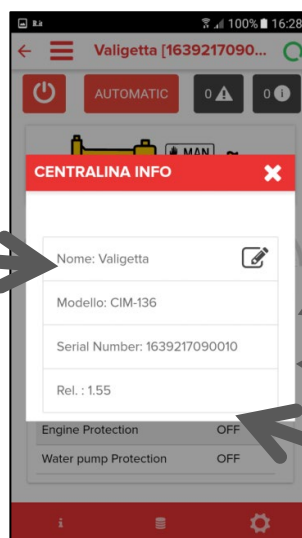 100% 16:28
Valigetta [1639217090...
AUTOMATIC
0
0
MAN
CENTRALINA INFO
Nome: Valigetta
Modello: CIM-136
Serial Number: 1639217090010
Rel. : 1.55
Engine Protection OFF
Water pump Protection OFF